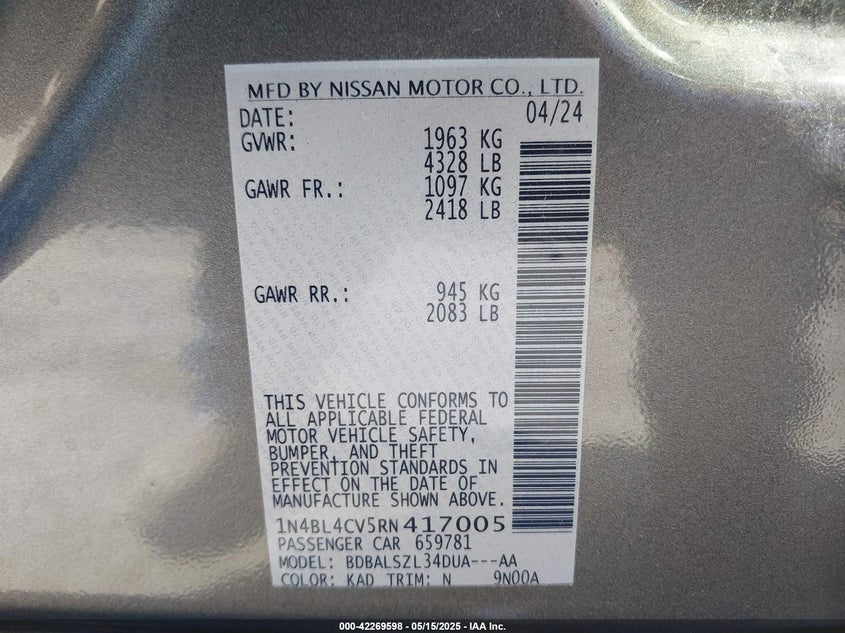 MFD BY NISSAN MOTOR CO., LTD.
DATE: 04/24
GVWR: 1963 KG
4328 LB
GAWR FR.: 1097 KG
2418 LB
GAWR RR.: 945 KG
2083 LB
THIS VEHICLE CONFORMS TO
ALL APPLICABLE FEDERAL
MOTOR VEHICLE SAFETY,
BUMPER, AND THEFT
PREVENTION STANDARDS IN
EFFECT ON THE DATE OF
MANUFACTURE SHOWN ABOVE.
1N4BL4CV5RN417005
PASSENGER CAR 659781
MODEL: BDBALSZL34DUA---AA
COLOR: KAD TRIM: N 9N00A
000-42269598 - 05/15/2025 - IAA Inc.